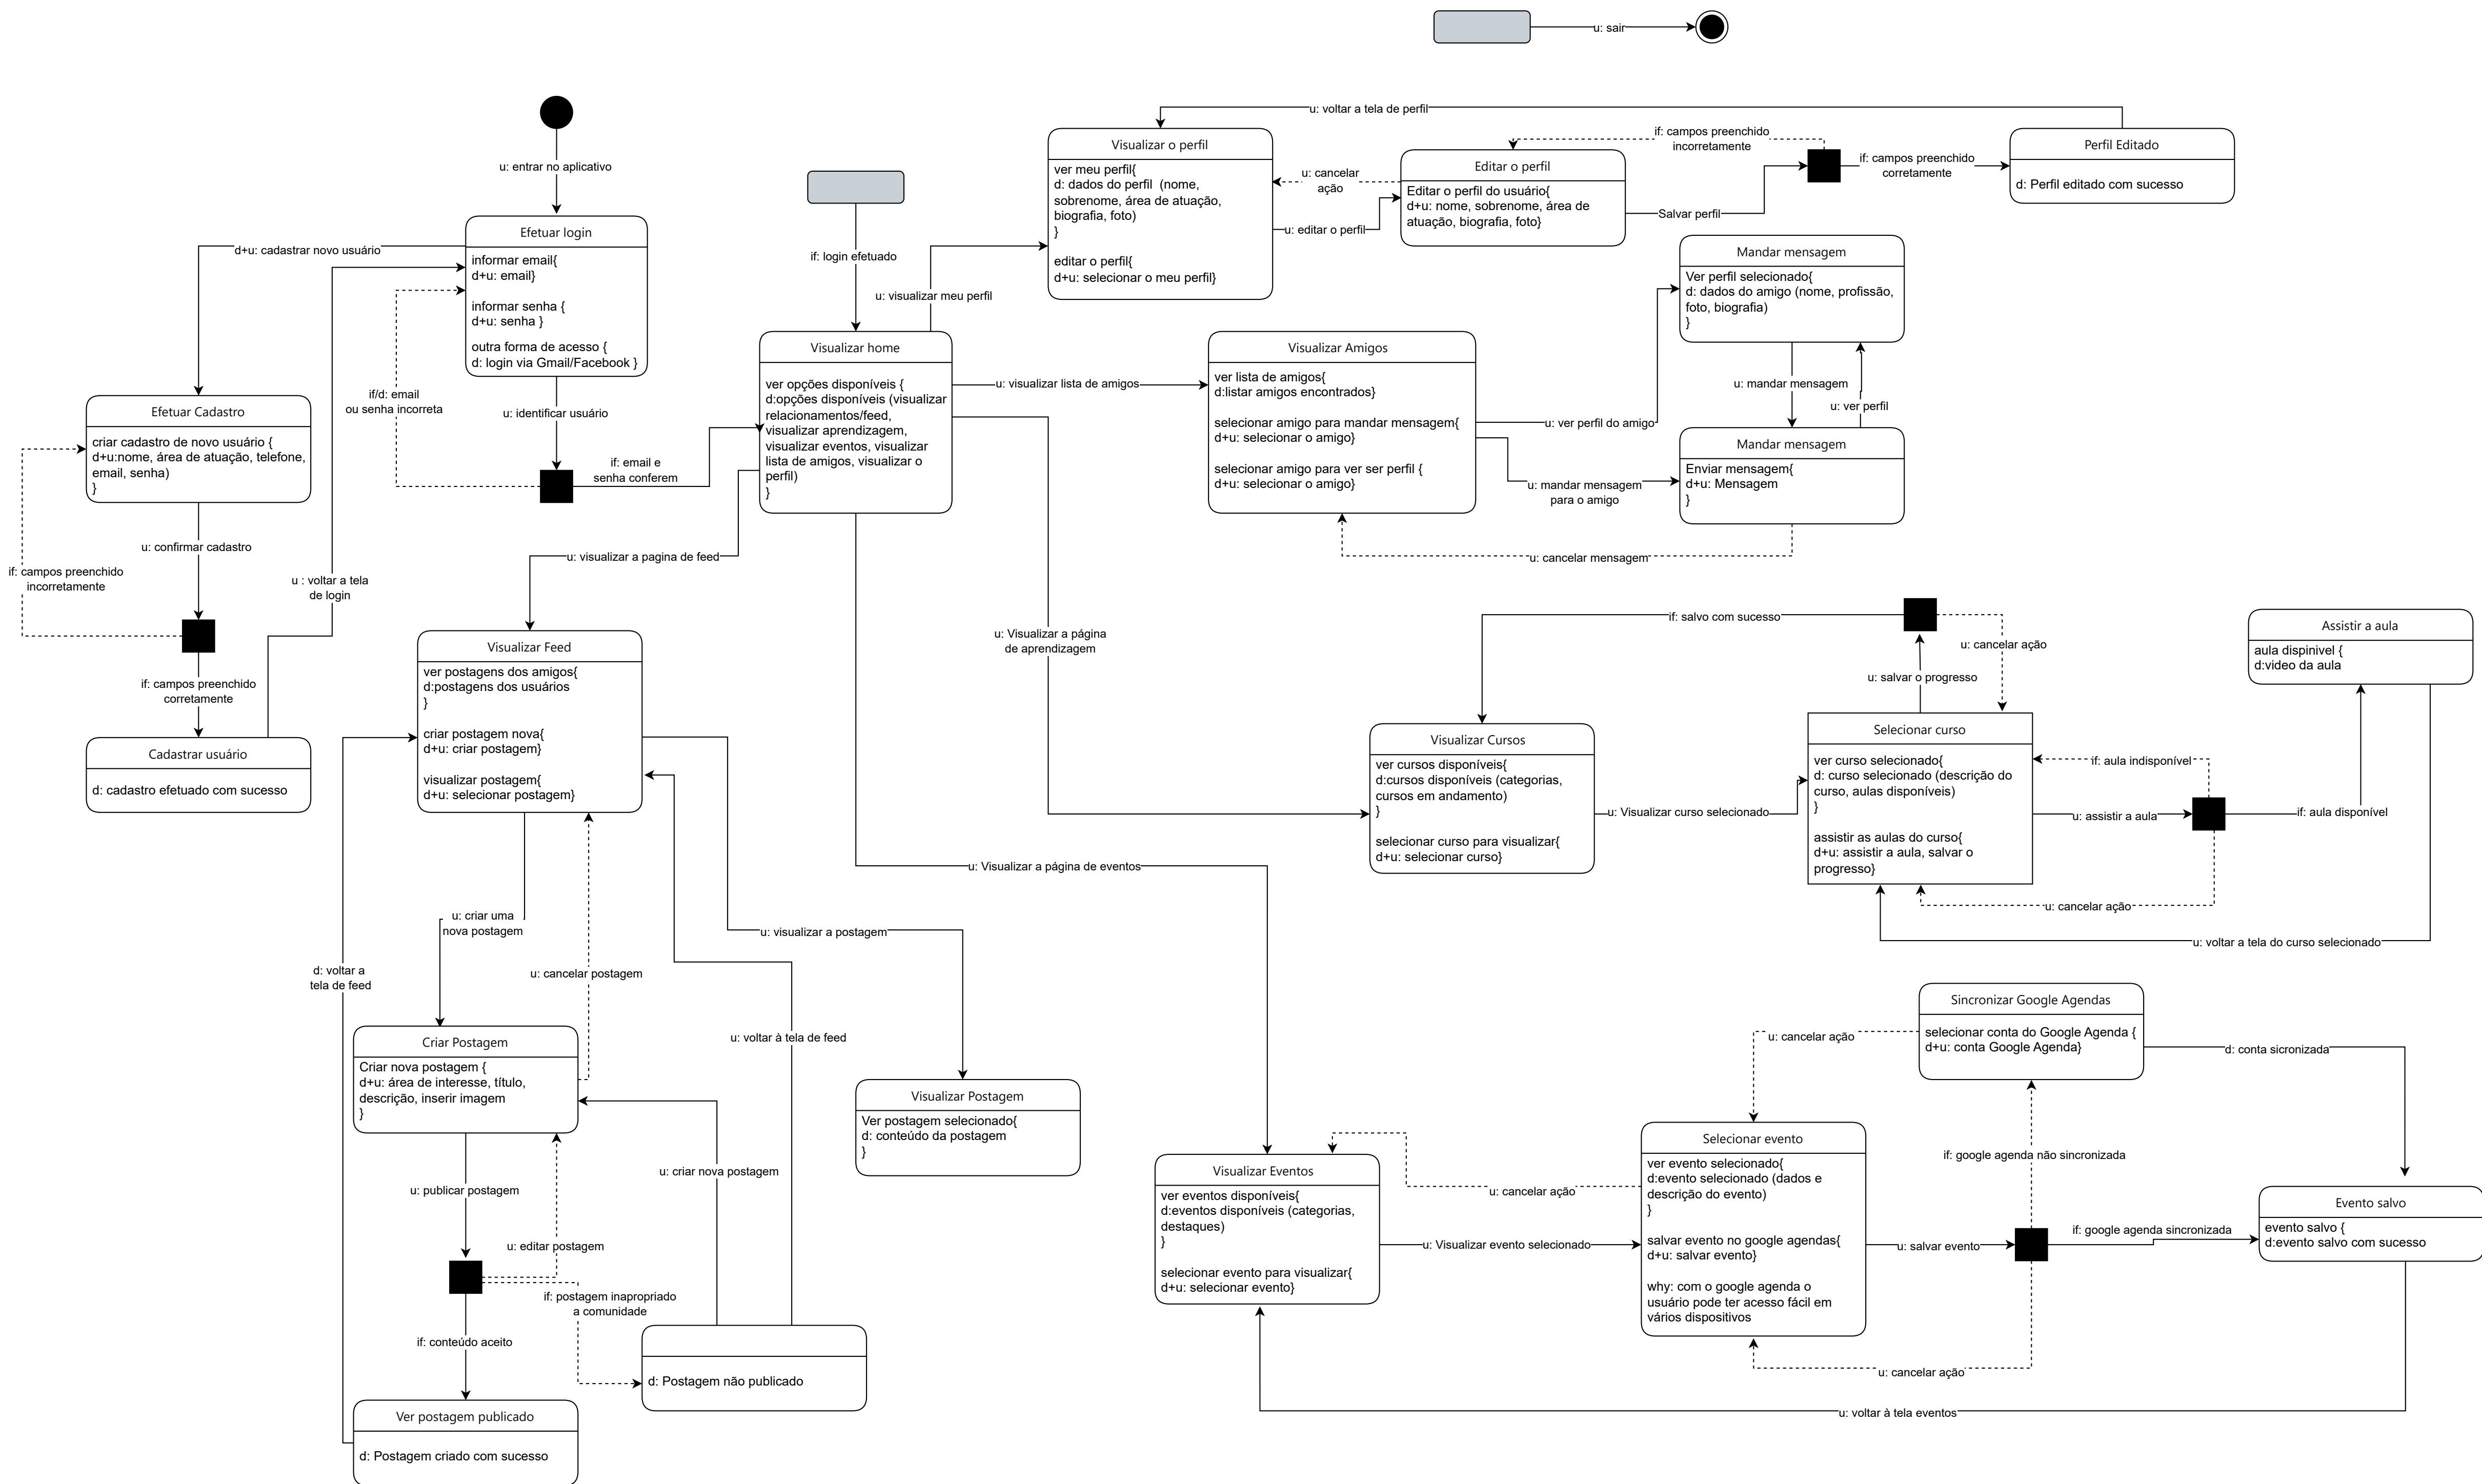 u: sair
u: entrar no aplicativo
Efetuar login
informar email{
d+u: email}
informar senha {
d+u: senha }
outra forma de acesso {
d: login via Gmail/Facebook }
d+u: cadastrar novo usuário
if/d: email
ou senha incorreta
u: identificar usuário
if: email e
senha conferem
Efetuar Cadastro
criar cadastro de novo usuário {
d+u:nome, área de atuação, telefone,
email, senha)
}
u: confirmar cadastro
if: campos preenchido
incorretamente
u : voltar a tela
de login
if: campos preenchido
corretamente
Cadastrar usuário
d: cadastro efetuado com sucesso
if: login efetuado
Visualizar home
ver opções disponíveis {
d:opções disponíveis (visualizar
relacionamentos/feed,
visualizar aprendizagem,
visualizar eventos, visualizar
lista de amigos, visualizar o
perfil)
}
u: visualizar meu perfil
u: voltar a tela de perfil
Visualizar o perfil
ver meu perfil{
d: dados do perfil  (nome,
sobrenome, área de atuação,
biografia, foto)
}
editar o perfil{
d+u: selecionar o meu perfil}
u: cancelar
ação
u: editar o perfil
Editar o perfil
Editar o perfil do usuário{
d+u: nome, sobrenome, área de
atuação, biografia, foto}
if: campos preenchido
incorretamente
Salvar perfil
if: campos preenchido
corretamente
Perfil Editado
d: Perfil editado com sucesso
u: visualizar lista de amigos
Visualizar Amigos
ver lista de amigos{
d:listar amigos encontrados}
selecionar amigo para mandar mensagem{
d+u: selecionar o amigo}
selecionar amigo para ver ser perfil {
d+u: selecionar o amigo}
u: ver perfil do amigo
u: mandar mensagem
para o amigo
Mandar mensagem
Ver perfil selecionado{
d: dados do amigo (nome, profissão,
foto, biografia)
}
u: mandar mensagem
u: ver perfil
Mandar mensagem
Enviar mensagem{
d+u: Mensagem
}
u: cancelar mensagem
u: visualizar a pagina de feed
Visualizar Feed
ver postagens dos amigos{
d:postagens dos usuários
}
criar postagem nova{
d+u: criar postagem}
visualizar postagem{
d+u: selecionar postagem}
u: criar uma
nova postagem
u: cancelar postagem
d: voltar a
tela de feed
u: visualizar a postagem
u: voltar à tela de feed
Criar Postagem
Criar nova postagem {
d+u: área de interesse, título,
descrição, inserir imagem
}
u: publicar postagem
u: editar postagem
u: criar nova postagem
if: postagem inapropriado
a comunidade
if: conteúdo aceito
d: Postagem não publicado
Ver postagem publicado
d: Postagem criado com sucesso
Visualizar Postagem
Ver postagem selecionado{
d: conteúdo da postagem
}
u: Visualizar a página
de aprendizagem
Visualizar Cursos
ver cursos disponíveis{
d:cursos disponíveis (categorias,
cursos em andamento)
}
selecionar curso para visualizar{
d+u: selecionar curso}
if: salvo com sucesso
u: Visualizar curso selecionado
u: cancelar ação
u: salvar o progresso
Selecionar curso
ver curso selecionado{
d: curso selecionado (descrição do
curso, aulas disponíveis)
}
assistir as aulas do curso{
d+u: assistir a aula, salvar o
progresso}
if: aula indisponível
u: assistir a aula
if: aula disponível
u: cancelar ação
u: voltar a tela do curso selecionado
Assistir a aula
aula dispinivel {
d:video da aula
u: Visualizar a página de eventos
Visualizar Eventos
ver eventos disponíveis{
d:eventos disponíveis (categorias,
destaques)
}
selecionar evento para visualizar{
d+u: selecionar evento}
u: cancelar ação
u: Visualizar evento selecionado
Selecionar evento
ver evento selecionado{
d:evento selecionado (dados e
descrição do evento)
}
salvar evento no google agendas{
d+u: salvar evento}
why: com o google agenda o
usuário pode ter acesso fácil em
vários dispositivos
u: cancelar ação
Sincronizar Google Agendas
selecionar conta do Google Agenda {
d+u: conta Google Agenda}
d: conta sicronizada
if: google agenda não sincronizada
u: salvar evento
if: google agenda sincronizada
u: cancelar ação
Evento salvo
evento salvo {
d:evento salvo com sucesso
u: voltar à tela eventos